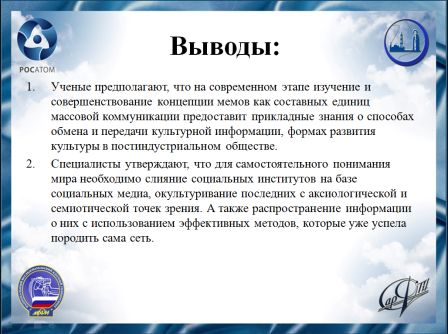 Выводы:
РОСАТОМ
1. Ученые предполагают, что на современном этапе изучение и
совершенствование концепции мемов как составных единиц
массовой коммуникации предоставит прикладные знания о способах
обмена и передачи культурной информации, формах развития
культуры в постиндустриальном обществе.
2. Специалисты утверждают, что для самостоятельного понимания
мира необходимо слияние социальных институтов на базе
социальных медиа, окультуривание последних с аксиологической и
семиотической точек зрения. А также распространение информации
о них с использованием эффективных методов, которые уже успела
породить сама сеть.
МИФИ
СарФТИ